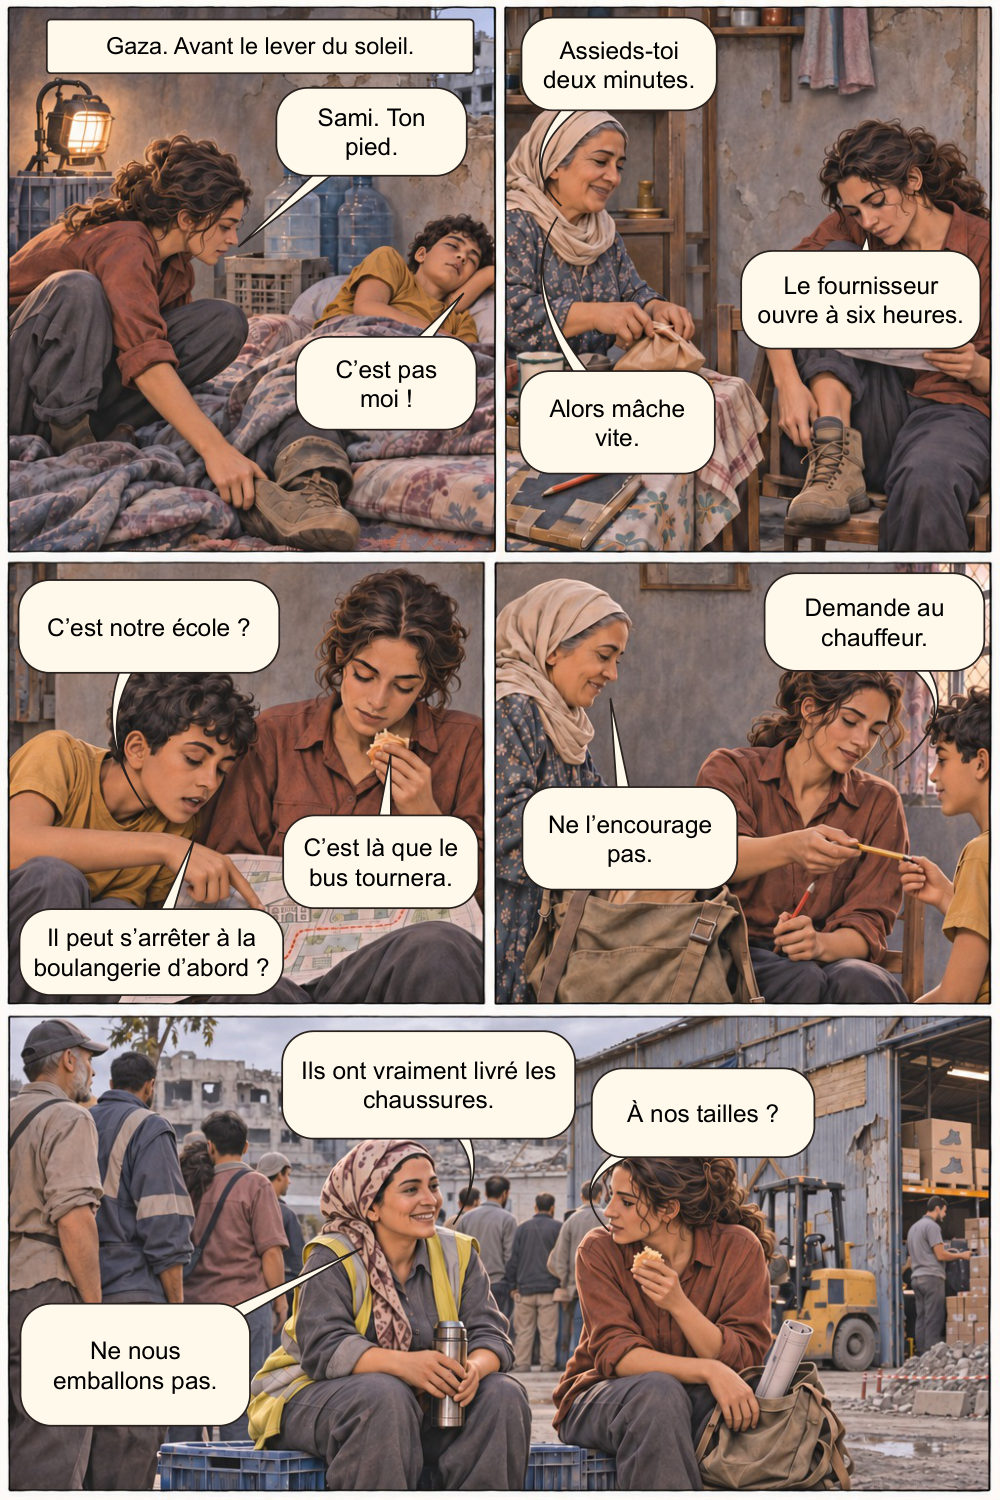 Gaza. Avant le lever du soleil.
Sami. Ton
pied.
C’est pas
moi !
Assieds-toi
deux minutes.
Le fournisseur
ouvre à six heures.
Alors mâche
vite.
C’est notre école ?
C’est là que le
bus tournera.
Il peut s’arrêter à la
boulangerie d’abord ?
Demande au
chauffeur.
Ne l’encourage
pas.
Ils ont vraiment livré les
chaussures.
À nos tailles ?
Ne nous
emballons pas.